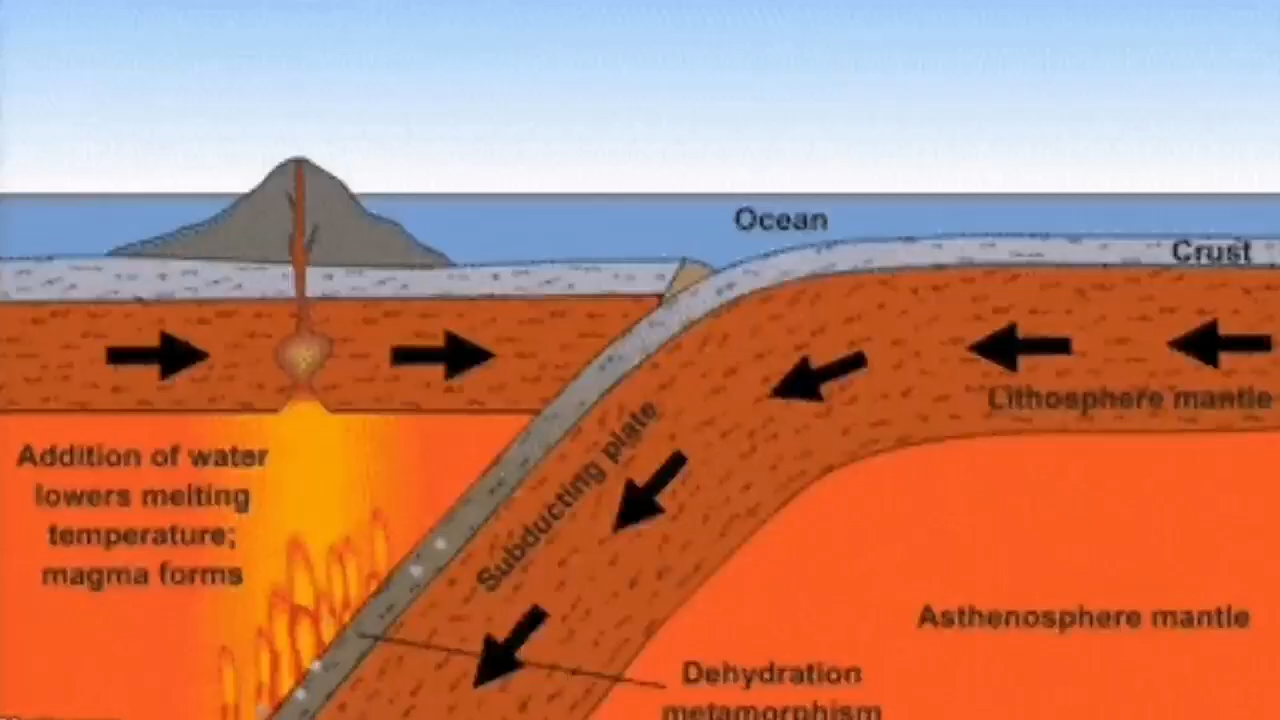 Ocean
Crust
Lithosphere mantle
Addition of water
lowers melting
temperature;
magma forms
Subducting plate
Asthenosphere mantle
Dehydration
metamorphism